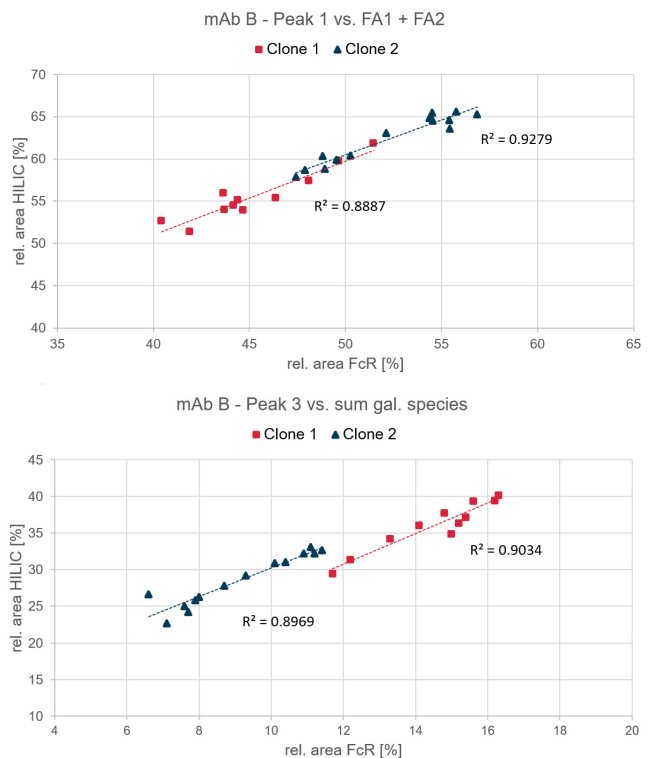 mAb B - Peak 1 vs. FA1 + FA2
Clone 1 Clone 2
70
65
60
55
50
45
40
rel. area HILIC [%]
R² = 0.9279
R² = 0.8887
35 40 45 50 55 60 65
rel. area FcR [%]
mAb B - Peak 3 vs. sum gal. species
Clone 1 Clone 2
45
40
35
30
25
20
15
10
rel. area HILIC [%]
R² = 0.9034
R² = 0.8969
4 6 8 10 12 14 16 18 20
rel. area FcR [%]